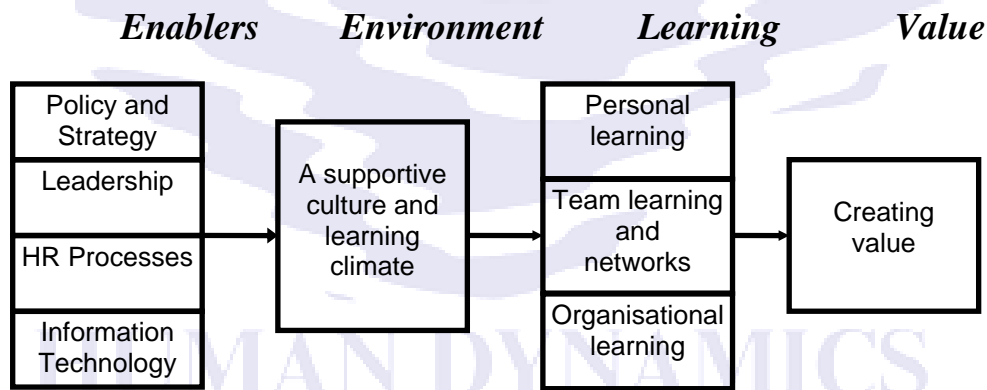 Enablers Environment Learning Value
Policy and
Strategy
Leadership
HR Processes
Information
Technology
A supportive
culture and
learning
climate
Personal
learning
Team learning
and
networks
Organisational
learning
Creating
value
HUMAN DYNAMICS